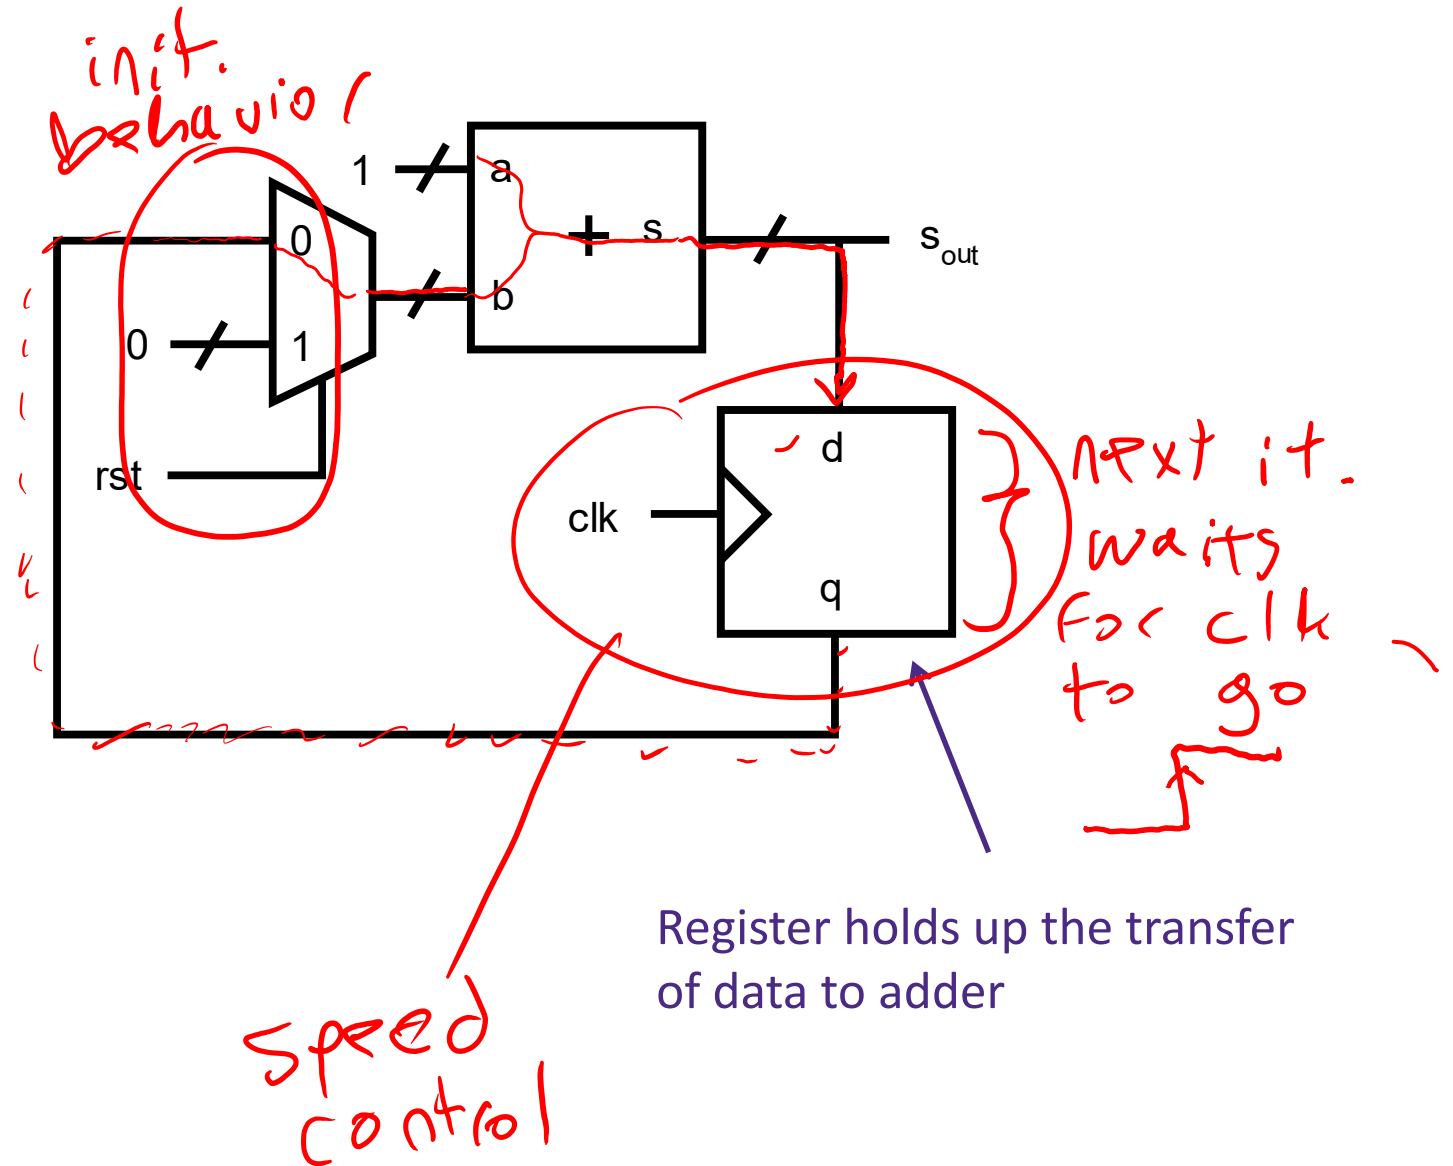 init.
behavior
1
a
0
+
s
s_out
b
0
1
rst
d
clk
q
next it.
waits
for clk
to go
Register holds up the transfer
of data to adder
speed
control